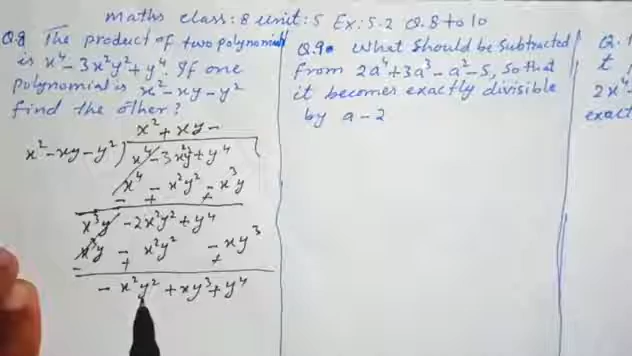 maths class:8 unit:5 Ex:5.2 Q.8 to 10
Q.8 The product of two polynomial
is x⁴-3x²y²+y⁴. If one
polynomial is x²-xy-y²
find the other?
x²+xy-
x²-xy-y²) x⁴-3x²y²+y⁴
x⁴ - x²y² - x³y
- + +
x³y - 2x²y² + y⁴
x³y - x²y² - xy³
- + +
- x²y² + xy³ + y⁴
Q.9. What should be subtracted
from 2a⁴+3a³-a²-5, so that
it becomes exactly divisible
by a-2
Q.1
t
2x⁴-
exact